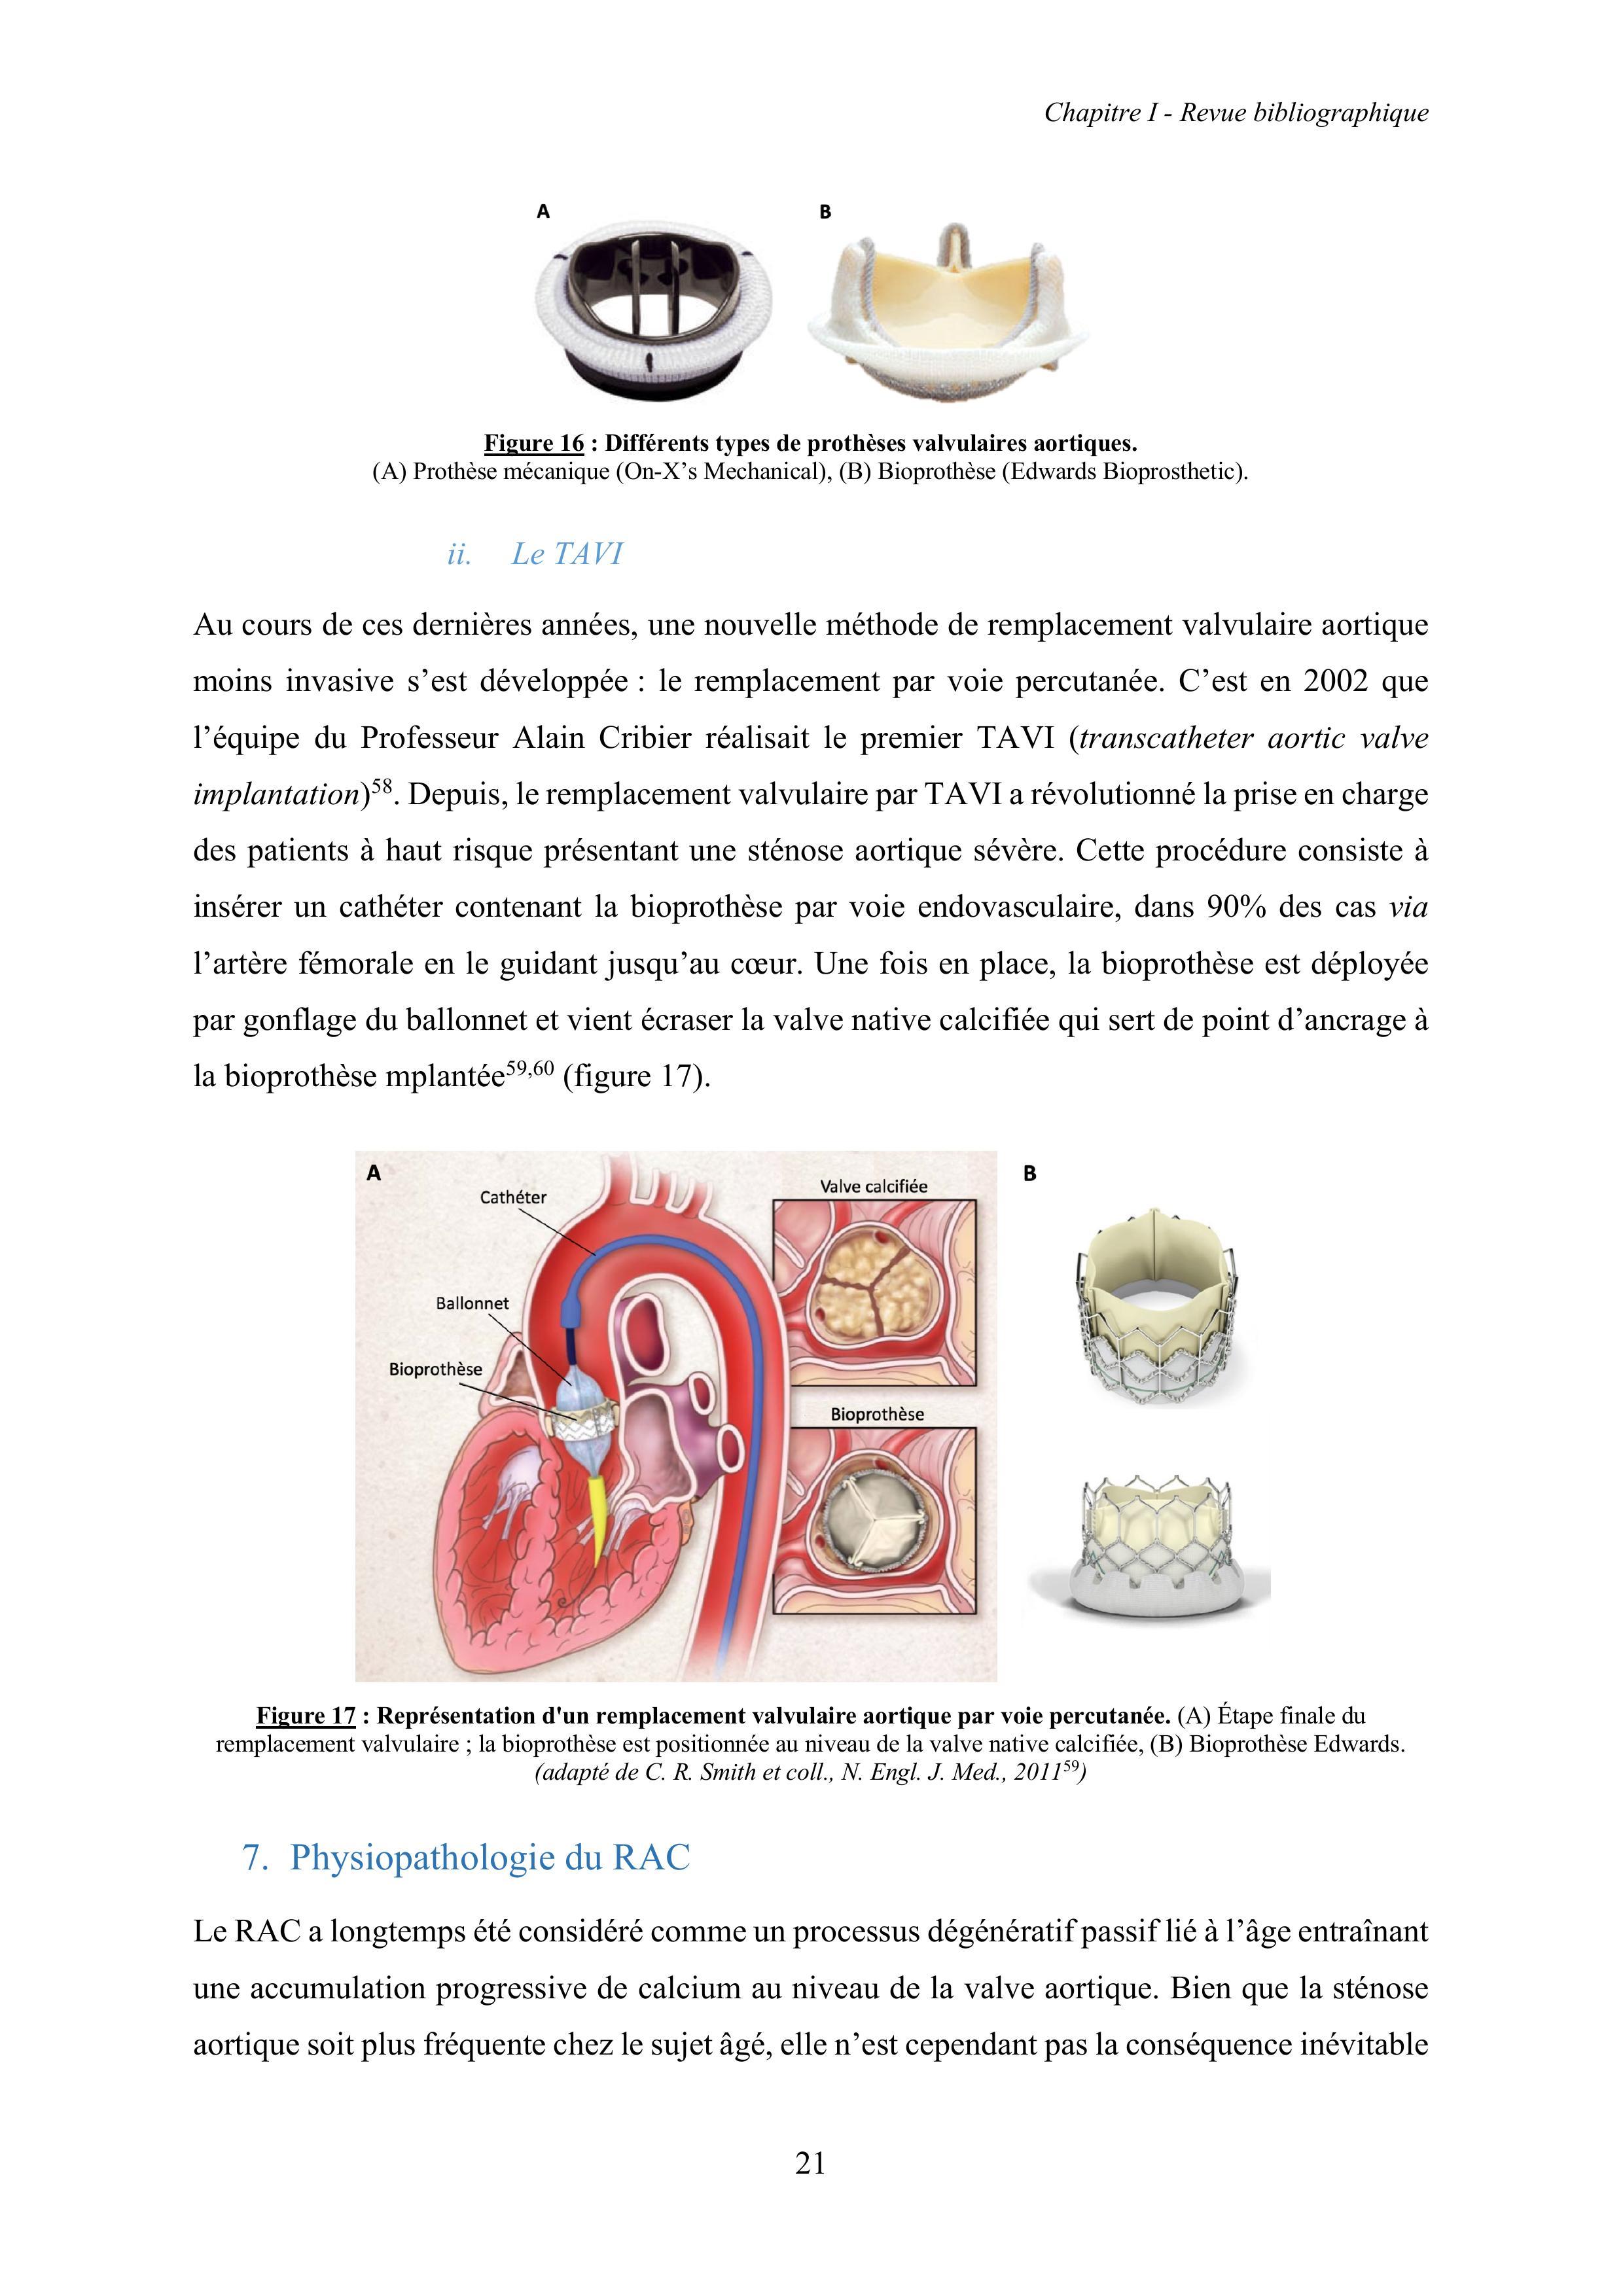 Chapitre I - Revue bibliographique
A
B
Figure 16 : Différents types de prothèses valvulaires aortiques.
(A) Prothèse mécanique (On-X’s Mechanical), (B) Bioprothèse (Edwards Bioprosthetic).
ii. Le TAVI
Au cours de ces dernières années, une nouvelle méthode de remplacement valvulaire aortique
moins invasive s’est développée : le remplacement par voie percutanée. C’est en 2002 que
l’équipe du Professeur Alain Cribier réalisait le premier TAVI (transcatheter aortic valve
implantation)58. Depuis, le remplacement valvulaire par TAVI a révolutionné la prise en charge
des patients à haut risque présentant une sténose aortique sévère. Cette procédure consiste à
insérer un cathéter contenant la bioprothèse par voie endovasculaire, dans 90% des cas via
l’artère fémorale en le guidant jusqu’au cœur. Une fois en place, la bioprothèse est déployée
par gonflage du ballonnet et vient écraser la valve native calcifiée qui sert de point d’ancrage à
la bioprothèse mplantée59,60 (figure 17).
A
Cathéter
Ballonnet
Bioprothèse
Valve calcifiée
Bioprothèse
B
Figure 17 : Représentation d'un remplacement valvulaire aortique par voie percutanée. (A) Étape finale du
remplacement valvulaire ; la bioprothèse est positionnée au niveau de la valve native calcifiée, (B) Bioprothèse Edwards.
(adapté de C. R. Smith et coll., N. Engl. J. Med., 201159)
7. Physiopathologie du RAC
Le RAC a longtemps été considéré comme un processus dégénératif passif lié à l’âge entraînant
une accumulation progressive de calcium au niveau de la valve aortique. Bien que la sténose
aortique soit plus fréquente chez le sujet âgé, elle n’est cependant pas la conséquence inévitable
21